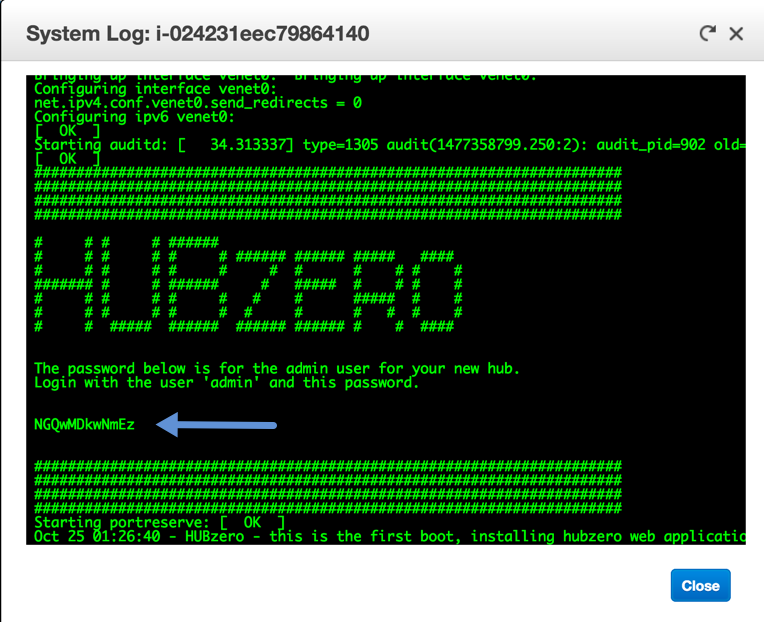 System Log: i-024231eec79864140
Bringing up interface venet0:  Bringing up interface venet0:
Configuring interface venet0:
net.ipv4.conf.venet0.send_redirects = 0
Configuring ipv6 venet0:
[  OK  ]
Starting auditd: [   34.313337] type=1305 audit(1477358799.250:2): audit_pid=902 old=
[  OK  ]
######################################################################
######################################################################
######################################################################
######################################################################
HUBzero
The password below is for the admin user for your new hub.
Login with the user 'admin' and this password.
NGQwMDkwNmEz
######################################################################
######################################################################
######################################################################
######################################################################
Starting portreserve: [  OK  ]
Oct 25 01:26:40 - HUBzero - this is the first boot, installing hubzero web applicatio
Close